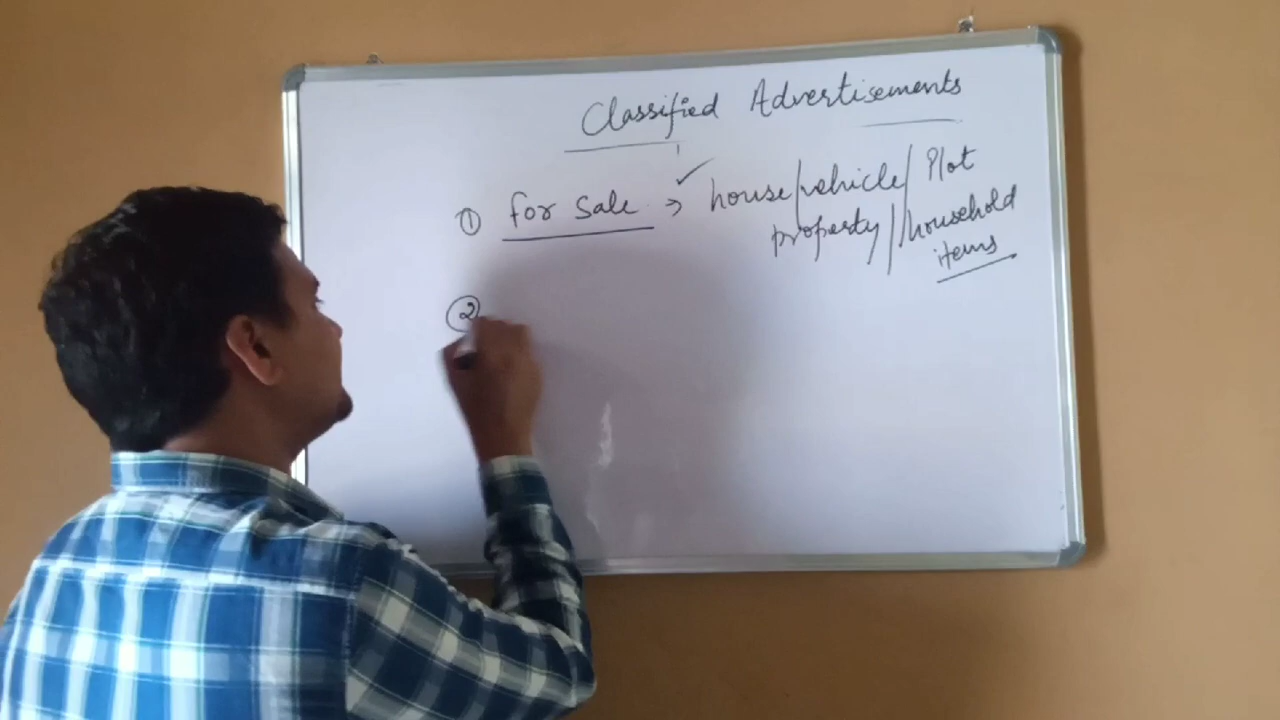 Classified Advertisements
① for sale. → house/vehicle/Plot
property//household
items
②